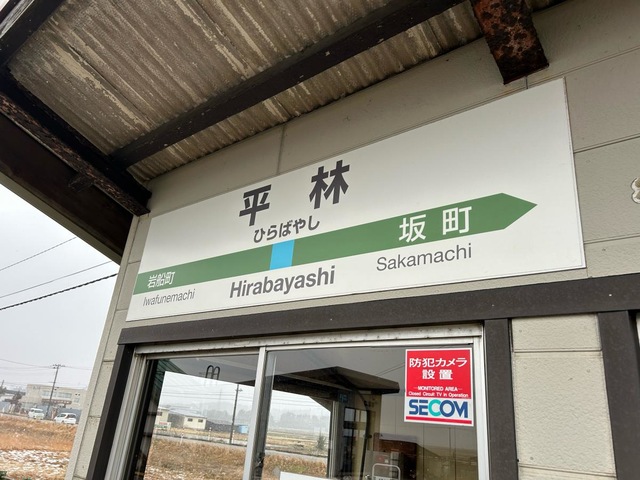 平林
ひらばやし
岩船町
坂町
Iwafunemachi
Hirabayashi
Sakamachi
防犯カメラ
設置
—MONITORED AREA—
Closed Circuit TV in Operation
SECOM